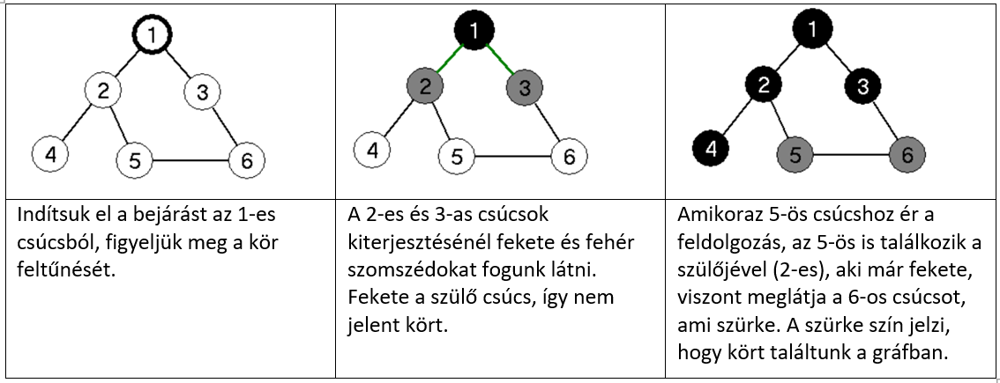 1
2
3
4
5
6
1
2
3
4
5
6
1
2
3
4
5
6
Indítsuk el a bejárást az 1-es
csúcsból, figyeljük meg a kör
feltűnését.
A 2-es és 3-as csúcsok
kiterjesztésénél fekete és fehér
szomszédokat fogunk látni.
Fekete a szülő csúcs, így nem
jelent kört.
Amikoraz 5-ös csúcshoz ér a
feldolgozás, az 5-ös is találkozik a
szülőjével (2-es), aki már fekete,
viszont meglátja a 6-os csúcsot,
ami szürke. A szürke szín jelzi,
hogy kört találtunk a gráfban.